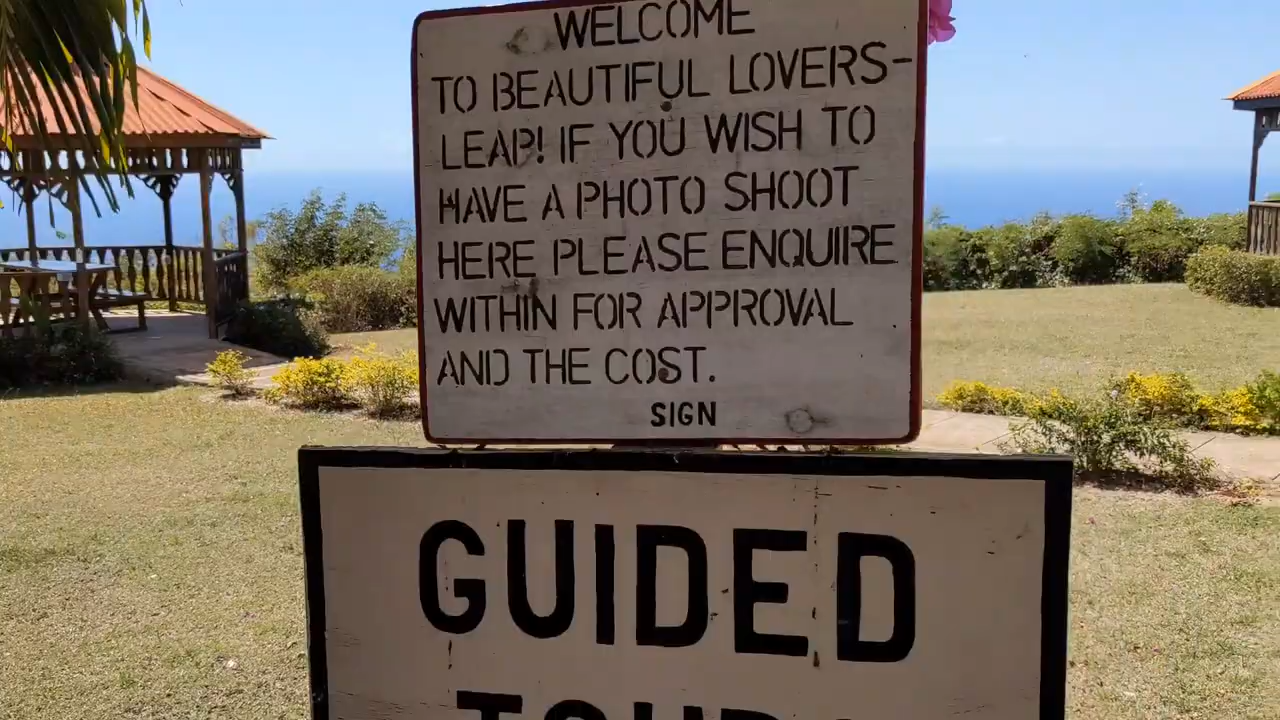 WELCOME
TO BEAUTIFUL LOVERS-
LEAP! IF YOU WISH TO
HAVE A PHOTO SHOOT
HERE PLEASE ENQUIRE
WITHIN FOR APPROVAL
AND THE COST.
SIGN
GUIDED